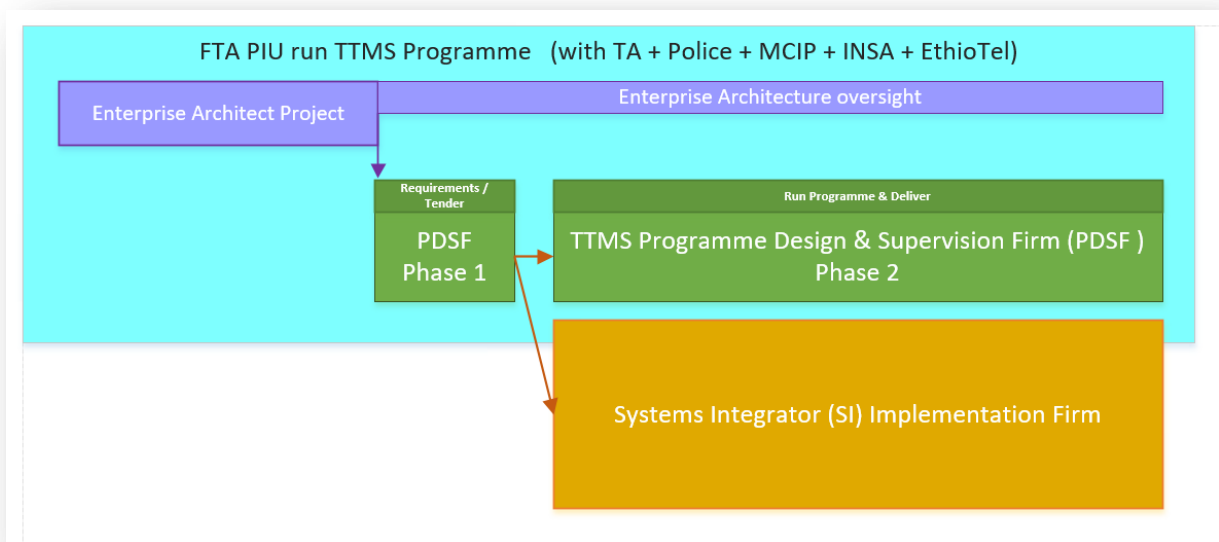 FTA PIU run TTMS Programme (with TA + Police + MCIP + INSA + EthioTel)
Enterprise Architect Project
Enterprise Architecture oversight
Requirements /
Tender
PDSF
Phase 1
Run Programme & Deliver
TTMS Programme Design & Supervision Firm (PDSF )
Phase 2
Systems Integrator (SI) Implementation Firm